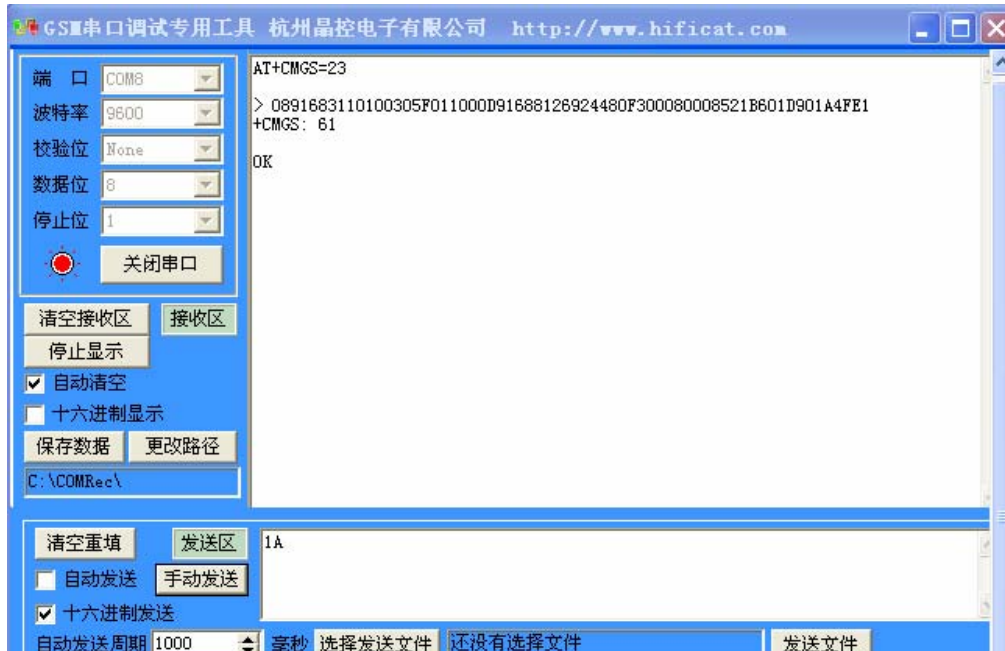 GSM串口调试专用工具 杭州晶控电子有限公司 http://www.hificat.com
端 口 COM8
波特率 9600
校验位 None
数据位 8
停止位 1
关闭串口
清空接收区 接收区
停止显示
自动清空
十六进制显示
保存数据 更改路径
C:\COMRec\
AT+CMGS=23
> 0891683110100305F011000D91688126924480F300080008521B601D901A4FE1
+CMGS: 61
OK
清空重填 发送区 1A
自动发送 手动发送
十六进制发送
自动发送周期 1000 毫秒 选择发送文件 还没有选择文件 发送文件